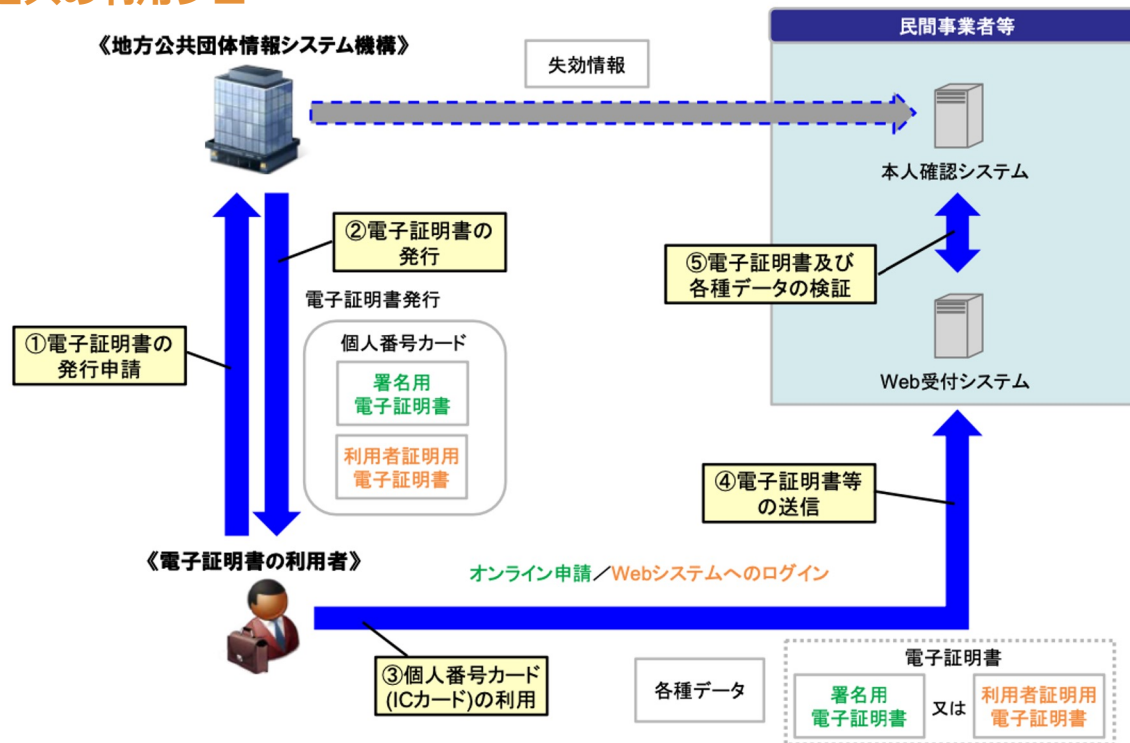 の利用フロー
民間事業者等
《地方公共団体情報システム機構》
失効情報
本人確認システム
②電子証明書の
発行
⑤電子証明書及び
各種データの検証
電子証明書発行
①電子証明書の
発行申請
個人番号カード
署名用
電子証明書
利用者証明用
電子証明書
Web受付システム
④電子証明書等
の送信
《電子証明書の利用者》
オンライン申請／Webシステムへのログイン
③個人番号カード
(ICカード)の利用
各種データ
電子証明書
署名用
電子証明書
又は
利用者証明用
電子証明書